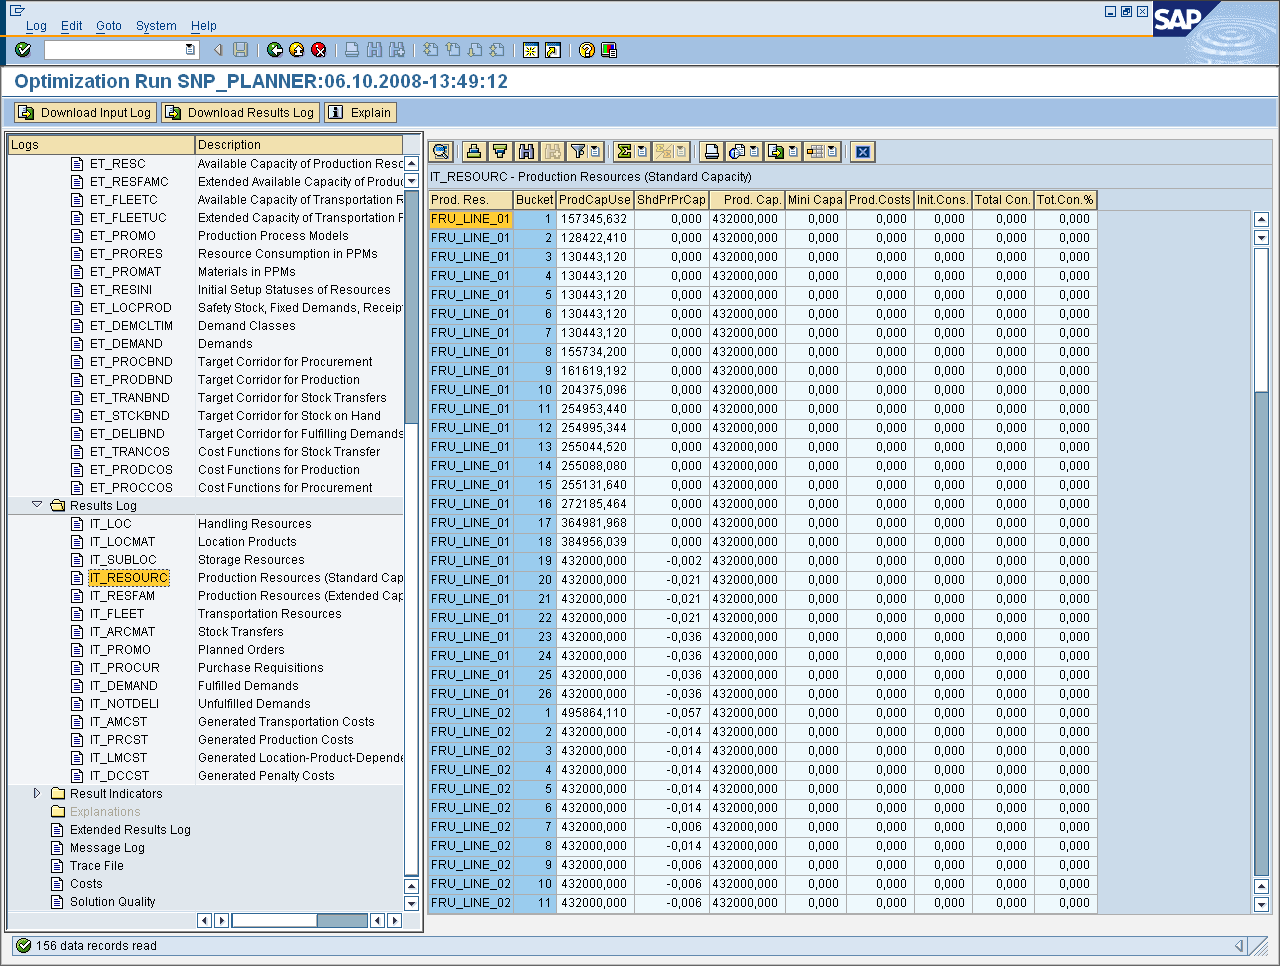 Log Edit Goto System Help
SAP
Optimization Run SNP_PLANNER:06.10.2008-13:49:12
Download Input Log Download Results Log Explain
Logs Description
ET_RESC Available Capacity of Production Resc
ET_RESFAMC Extended Available Capacity of Produc
ET_FLEETC Available Capacity of Transportation R
ET_FLEETUC Extended Capacity of Transportation F
ET_PROMO Production Process Models
ET_PRORES Resource Consumption in PPMs
ET_PROMAT Materials in PPMs
ET_RESINI Initial Setup Statuses of Resources
ET_LOCPROD Safety Stock, Fixed Demands, Receip
ET_DEMCLTIM Demand Classes
ET_DEMAND Demands
ET_PROCBND Target Corridor for Procurement
ET_PRODBND Target Corridor for Production
ET_TRANBND Target Corridor for Stock Transfers
ET_STCKBND Target Corridor for Stock on Hand
ET_DELIBND Target Corridor for Fulfilling Demands
ET_TRANCOS Cost Functions for Stock Transfer
ET_PRODCOS Cost Functions for Production
ET_PROCCOS Cost Functions for Procurement
Results Log
IT_LOC Handling Resources
IT_LOCMAT Location Products
IT_SUBLOC Storage Resources
IT_RESOURC Production Resources (Standard Cap
IT_RESFAM Production Resources (Extended Cap
IT_FLEET Transportation Resources
IT_ARCMAT Stock Transfers
IT_PROMO Planned Orders
IT_PROCUR Purchase Requisitions
IT_DEMAND Fulfilled Demands
IT_NOTDELI Unfulfilled Demands
IT_AMCST Generated Transportation Costs
IT_PRCST Generated Production Costs
IT_LMCST Generated Location-Product-Depende
IT_DCCST Generated Penalty Costs
Result Indicators
Explanations
Extended Results Log
Message Log
Trace File
Costs
Solution Quality
IT_RESOURC - Production Resources (Standard Capacity)
Prod. Res. Bucket ProdCapUse ShdPrPrCap Prod. Cap. Mini Capa Prod.Costs Init.Cons. Total Con. Tot.Con.%
FRU_LINE_01 1 157345,632 0,000 432000,000 0,000 0,000 0,000 0,000 0,000
FRU_LINE_01 2 128422,410 0,000 432000,000 0,000 0,000 0,000 0,000 0,000
FRU_LINE_01 3 130443,120 0,000 432000,000 0,000 0,000 0,000 0,000 0,000
FRU_LINE_01 4 130443,120 0,000 432000,000 0,000 0,000 0,000 0,000 0,000
FRU_LINE_01 5 130443,120 0,000 432000,000 0,000 0,000 0,000 0,000 0,000
FRU_LINE_01 6 130443,120 0,000 432000,000 0,000 0,000 0,000 0,000 0,000
FRU_LINE_01 7 130443,120 0,000 432000,000 0,000 0,000 0,000 0,000 0,000
FRU_LINE_01 8 155734,200 0,000 432000,000 0,000 0,000 0,000 0,000 0,000
FRU_LINE_01 9 161619,192 0,000 432000,000 0,000 0,000 0,000 0,000 0,000
FRU_LINE_01 10 204375,096 0,000 432000,000 0,000 0,000 0,000 0,000 0,000
FRU_LINE_01 11 254953,440 0,000 432000,000 0,000 0,000 0,000 0,000 0,000
FRU_LINE_01 12 254995,344 0,000 432000,000 0,000 0,000 0,000 0,000 0,000
FRU_LINE_01 13 255044,520 0,000 432000,000 0,000 0,000 0,000 0,000 0,000
FRU_LINE_01 14 255088,080 0,000 432000,000 0,000 0,000 0,000 0,000 0,000
FRU_LINE_01 15 255131,640 0,000 432000,000 0,000 0,000 0,000 0,000 0,000
FRU_LINE_01 16 272185,464 0,000 432000,000 0,000 0,000 0,000 0,000 0,000
FRU_LINE_01 17 364981,968 0,000 432000,000 0,000 0,000 0,000 0,000 0,000
FRU_LINE_01 18 384956,039 0,000 432000,000 0,000 0,000 0,000 0,000 0,000
FRU_LINE_01 19 432000,000 -0,002 432000,000 0,000 0,000 0,000 0,000 0,000
FRU_LINE_01 20 432000,000 -0,021 432000,000 0,000 0,000 0,000 0,000 0,000
FRU_LINE_01 21 432000,000 -0,021 432000,000 0,000 0,000 0,000 0,000 0,000
FRU_LINE_01 22 432000,000 -0,021 432000,000 0,000 0,000 0,000 0,000 0,000
FRU_LINE_01 23 432000,000 -0,036 432000,000 0,000 0,000 0,000 0,000 0,000
FRU_LINE_01 24 432000,000 -0,036 432000,000 0,000 0,000 0,000 0,000 0,000
FRU_LINE_01 25 432000,000 -0,036 432000,000 0,000 0,000 0,000 0,000 0,000
FRU_LINE_01 26 432000,000 -0,036 432000,000 0,000 0,000 0,000 0,000 0,000
FRU_LINE_02 1 495864,110 -0,057 432000,000 0,000 0,000 0,000 0,000 0,000
FRU_LINE_02 2 432000,000 -0,014 432000,000 0,000 0,000 0,000 0,000 0,000
FRU_LINE_02 3 432000,000 -0,014 432000,000 0,000 0,000 0,000 0,000 0,000
FRU_LINE_02 4 432000,000 -0,014 432000,000 0,000 0,000 0,000 0,000 0,000
FRU_LINE_02 5 432000,000 -0,014 432000,000 0,000 0,000 0,000 0,000 0,000
FRU_LINE_02 6 432000,000 -0,014 432000,000 0,000 0,000 0,000 0,000 0,000
FRU_LINE_02 7 432000,000 -0,006 432000,000 0,000 0,000 0,000 0,000 0,000
FRU_LINE_02 8 432000,000 -0,014 432000,000 0,000 0,000 0,000 0,000 0,000
FRU_LINE_02 9 432000,000 -0,006 432000,000 0,000 0,000 0,000 0,000 0,000
FRU_LINE_02 10 432000,000 -0,006 432000,000 0,000 0,000 0,000 0,000 0,000
FRU_LINE_02 11 432000,000 -0,006 432000,000 0,000 0,000 0,000 0,000 0,000
156 data records read